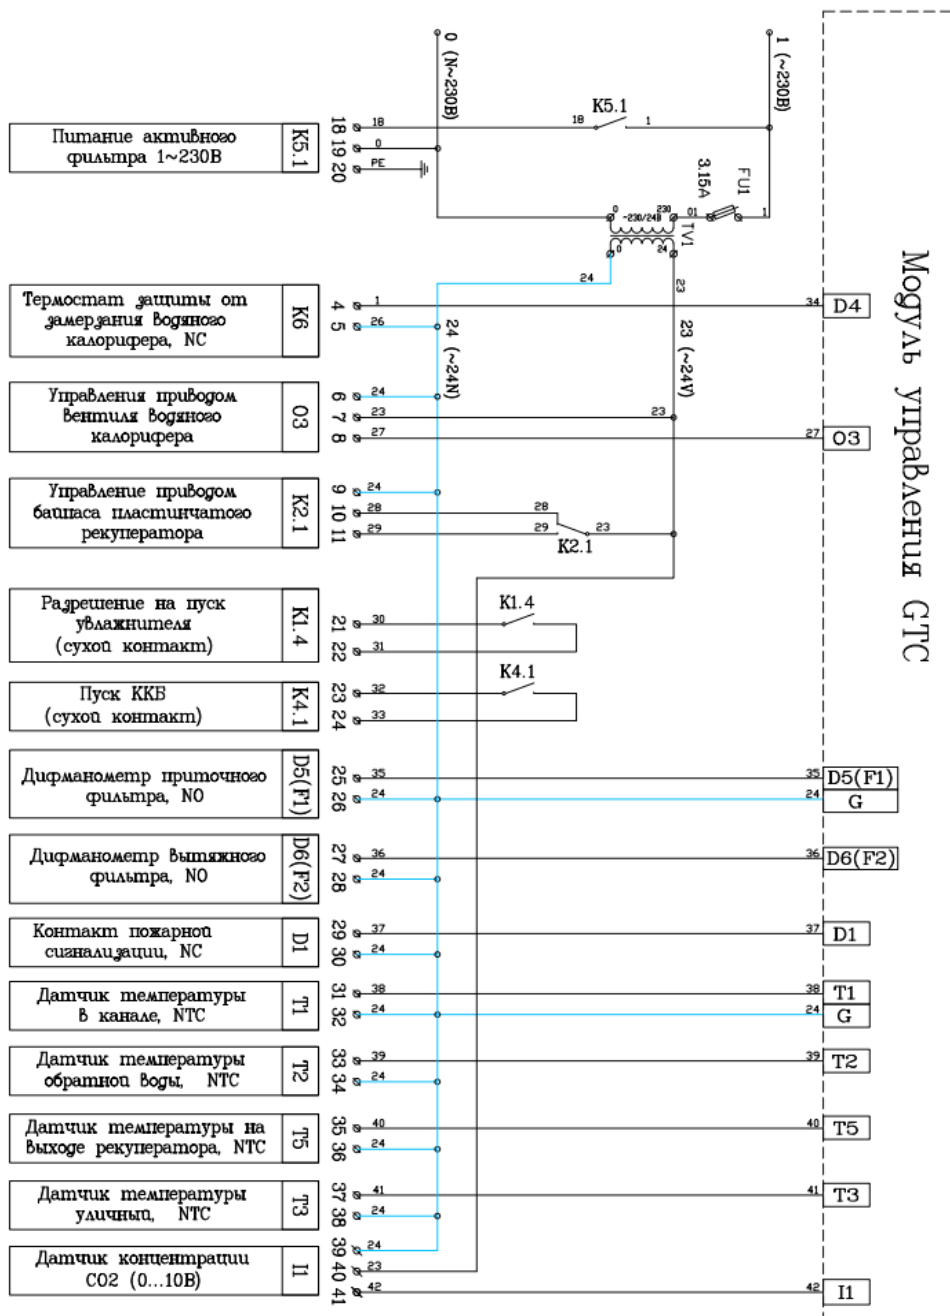 0 (N~230В)
1 (~230В)
Питание активного
фильтра 1~230В
K5.1
18
18
18
K5.1
1
19
0
20
PE
3.15A
FU1
0
~230/24В
230
01
1
TV1
0
24
24
23
Модуль управления GTC
Термостат защиты от
замерзания водяного
калорифера, NC
K6
4
1
34
D4
5
26
24 (~24N)
23 (~24V)
Управления приводом
вентиля водяного
калорифера
O3
6
24
7
23
23
8
27
27
O3
Управление приводом
байпаса пластинчатого
рекуператора
K2.1
9
24
10
28
28
11
29
29
23
K2.1
Разрешение на пуск
увлажнителя
(сухой контакт)
K1.4
21
30
K1.4
22
31
Пуск ККБ
(сухой контакт)
K4.1
23
32
K4.1
24
33
Дифманометр приточного
фильтра, NO
D5(F1)
25
35
35
D5(F1)
26
24
24
G
Дифманометр вытяжного
фильтра, NO
D6(F2)
27
36
36
D6(F2)
28
24
Контакт пожарной
сигнализации, NC
D1
29
37
37
D1
30
24
Датчик температуры
в канале, NTC
T1
31
38
38
T1
32
24
24
G
Датчик температуры
обратной воды, NTC
T2
33
39
39
T2
34
24
Датчик температуры на
выходе рекуператора, NTC
T5
35
40
40
T5
36
24
Датчик температуры
уличный, NTC
T3
37
41
41
T3
38
24
Датчик концентрации
CO2 (0...10В)
I1
39
24
40
23
41
42
42
I1